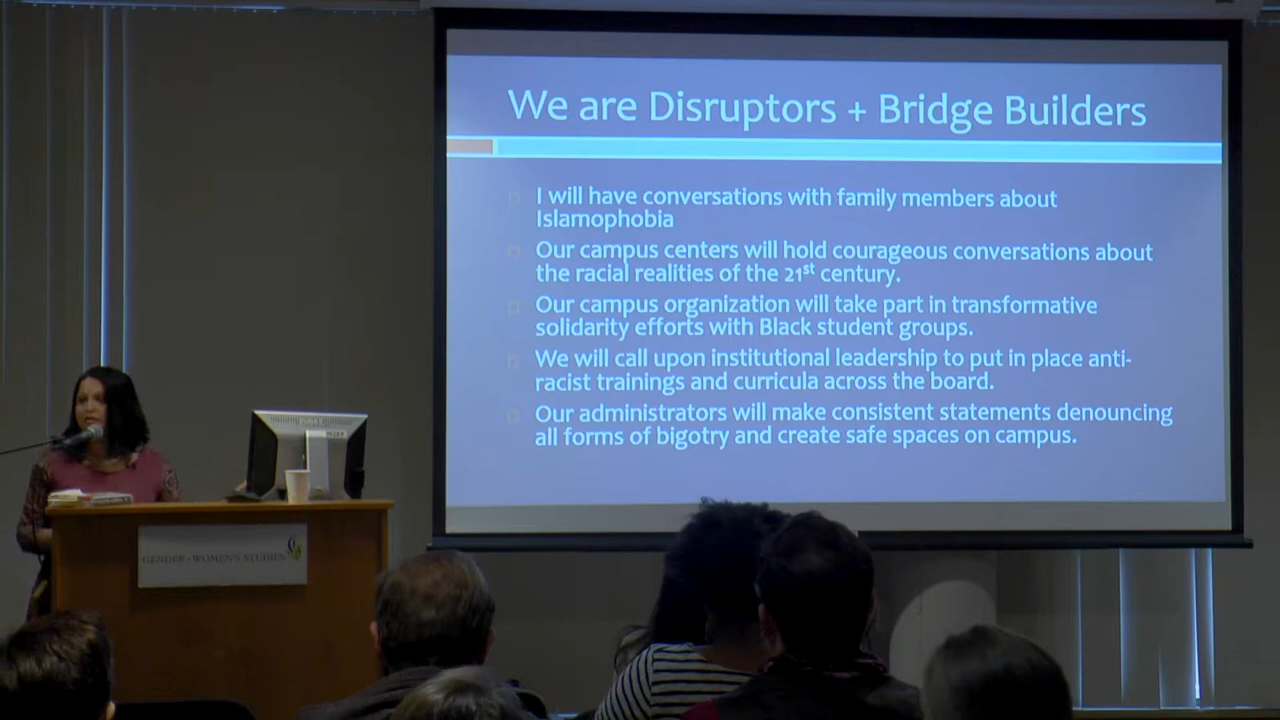 We are Disruptors + Bridge Builders
I will have conversations with family members about
Islamophobia
Our campus centers will hold courageous conversations about
the racial realities of the 21st century.
Our campus organization will take part in transformative
solidarity efforts with Black student groups.
We will call upon institutional leadership to put in place anti-
racist trainings and curricula across the board.
Our administrators will make consistent statements denouncing
all forms of bigotry and create safe spaces on campus.
GENDER + WOMEN'S STUDIES